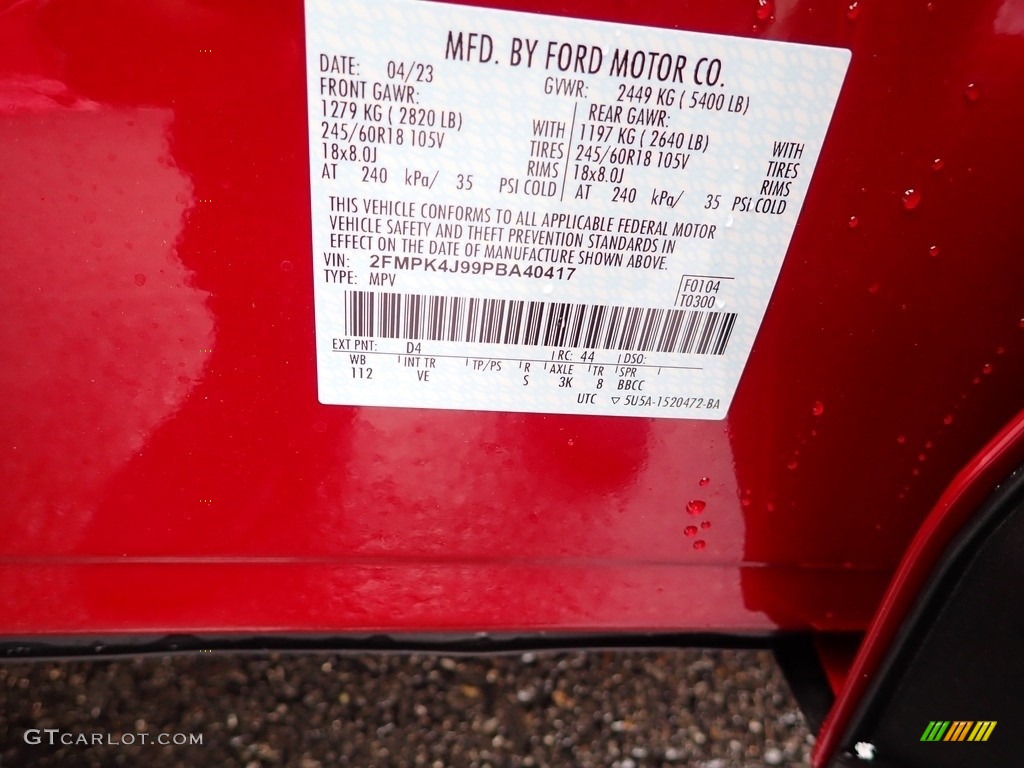 MFD. BY FORD MOTOR CO.
DATE: 04/23 GVWR: 2449 KG ( 5400 LB)
FRONT GAWR: REAR GAWR:
1279 KG ( 2820 LB) WITH 1197 KG ( 2640 LB) WITH
245/60R18 105V TIRES 245/60R18 105V TIRES
18x8.0J RIMS 18x8.0J RIMS
AT 240 kPa/ 35 PSI COLD AT 240 kPa/ 35 PSI COLD
THIS VEHICLE CONFORMS TO ALL APPLICABLE FEDERAL MOTOR
VEHICLE SAFETY AND THEFT PREVENTION STANDARDS IN
EFFECT ON THE DATE OF MANUFACTURE SHOWN ABOVE.
VIN: 2FMPK4J99PBA40417
TYPE: MPV
F0104
T0300
EXT PNT: D4 RC: 44 DSO:
WB INT TR TP/PS R AXLE TR SPR
112 VE S 3K 8 BBCC
UTC ▽ 5U5A-1520472-BA
GTCARLOT.COM